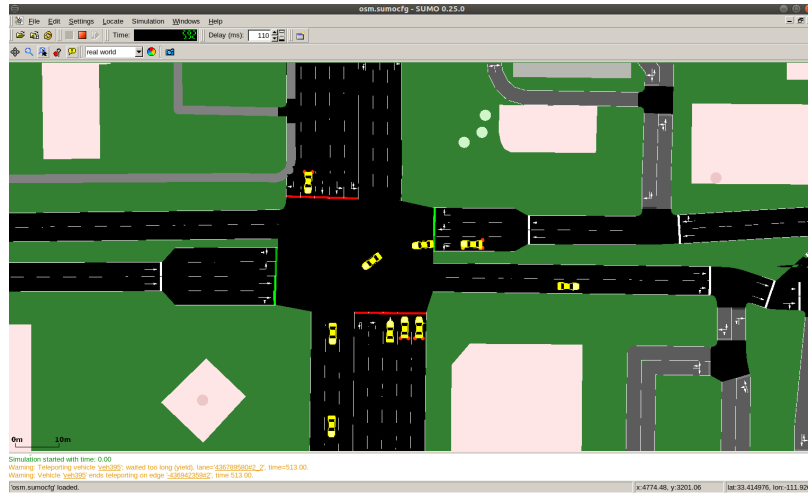 osm.sumocfg - SUMO 0.25.0
File Edit Settings Locate Simulation Windows Help
Time: Delay (ms): 110
real world
0m 10m
Simulation started with time: 0.00
Warning: Teleporting vehicle 'veh395'; waited too long (yield), lane='436789580#2_2', time=513.00.
Warning: Vehicle 'veh395' ends teleporting on edge '-436942359#2', time 513.00.
'osm.sumocfg' loaded. x:4774.48, y:3201.06 lat:33.414976, lon:-111.920